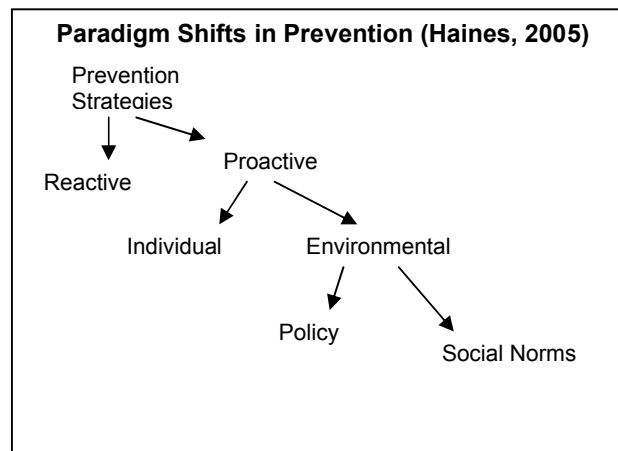 Paradigm Shifts in Prevention (Haines, 2005)
Prevention
Strategies
Proactive
Reactive
Individual
Environmental
Policy
Social Norms